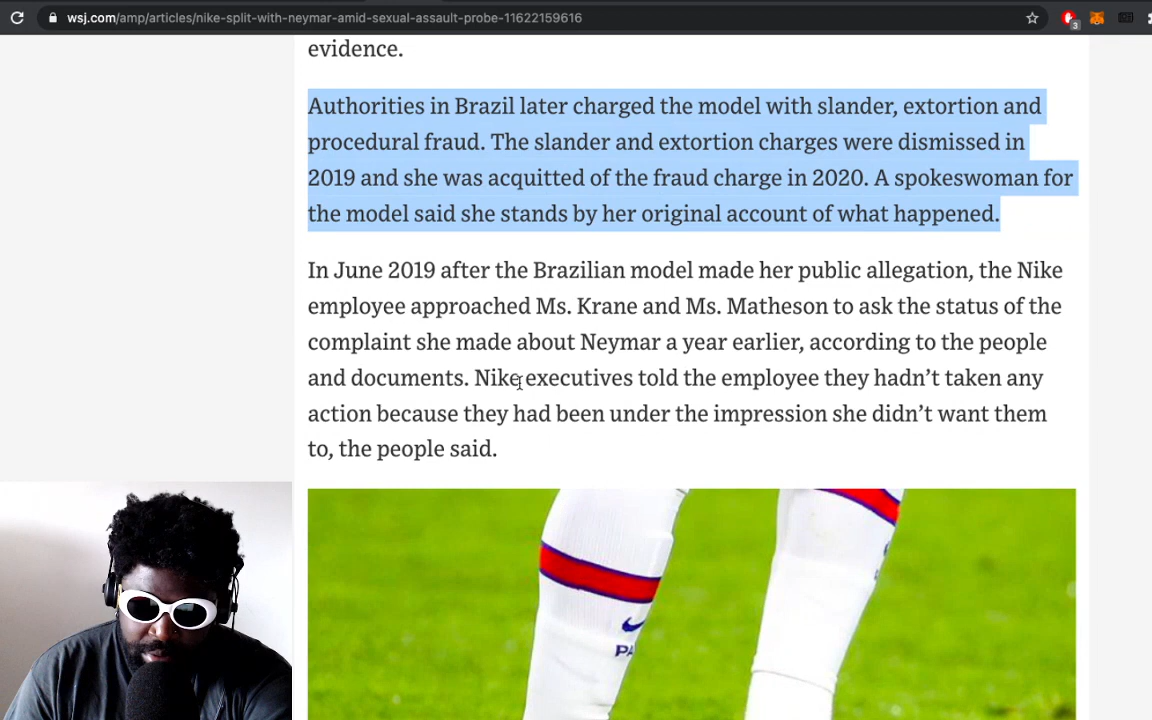 wsj.com/amp/articles/nike-split-with-neymar-amid-sexual-assault-probe-11622159616
3
evidence.
Authorities in Brazil later charged the model with slander, extortion and
procedural fraud. The slander and extortion charges were dismissed in
2019 and she was acquitted of the fraud charge in 2020. A spokeswoman for
the model said she stands by her original account of what happened.
In June 2019 after the Brazilian model made her public allegation, the Nike
employee approached Ms. Krane and Ms. Matheson to ask the status of the
complaint she made about Neymar a year earlier, according to the people
and documents. Nike executives told the employee they hadn’t taken any
action because they had been under the impression she didn’t want them
to, the people said.